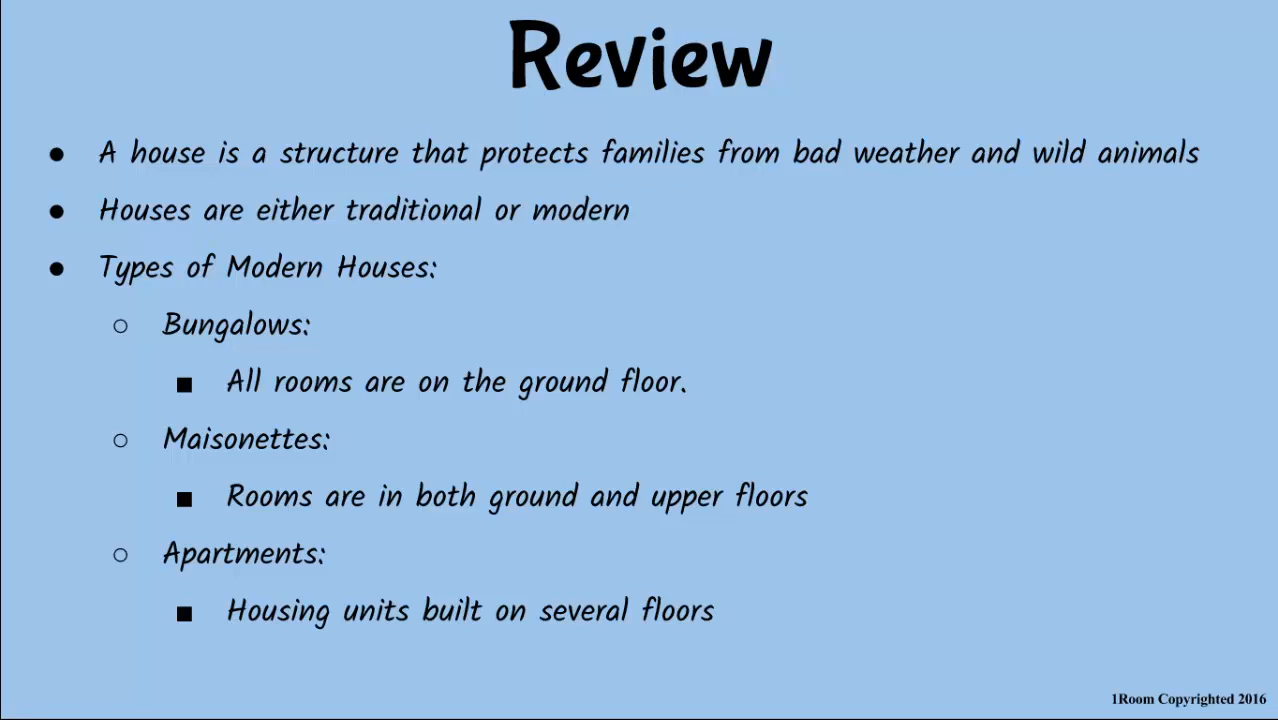 Review
● A house is a structure that protects families from bad weather and wild animals
● Houses are either traditional or modern
● Types of Modern Houses:
○ Bungalows:
■ All rooms are on the ground floor.
○ Maisonettes:
■ Rooms are in both ground and upper floors
○ Apartments:
■ Housing units built on several floors
1Room Copyrighted 2016